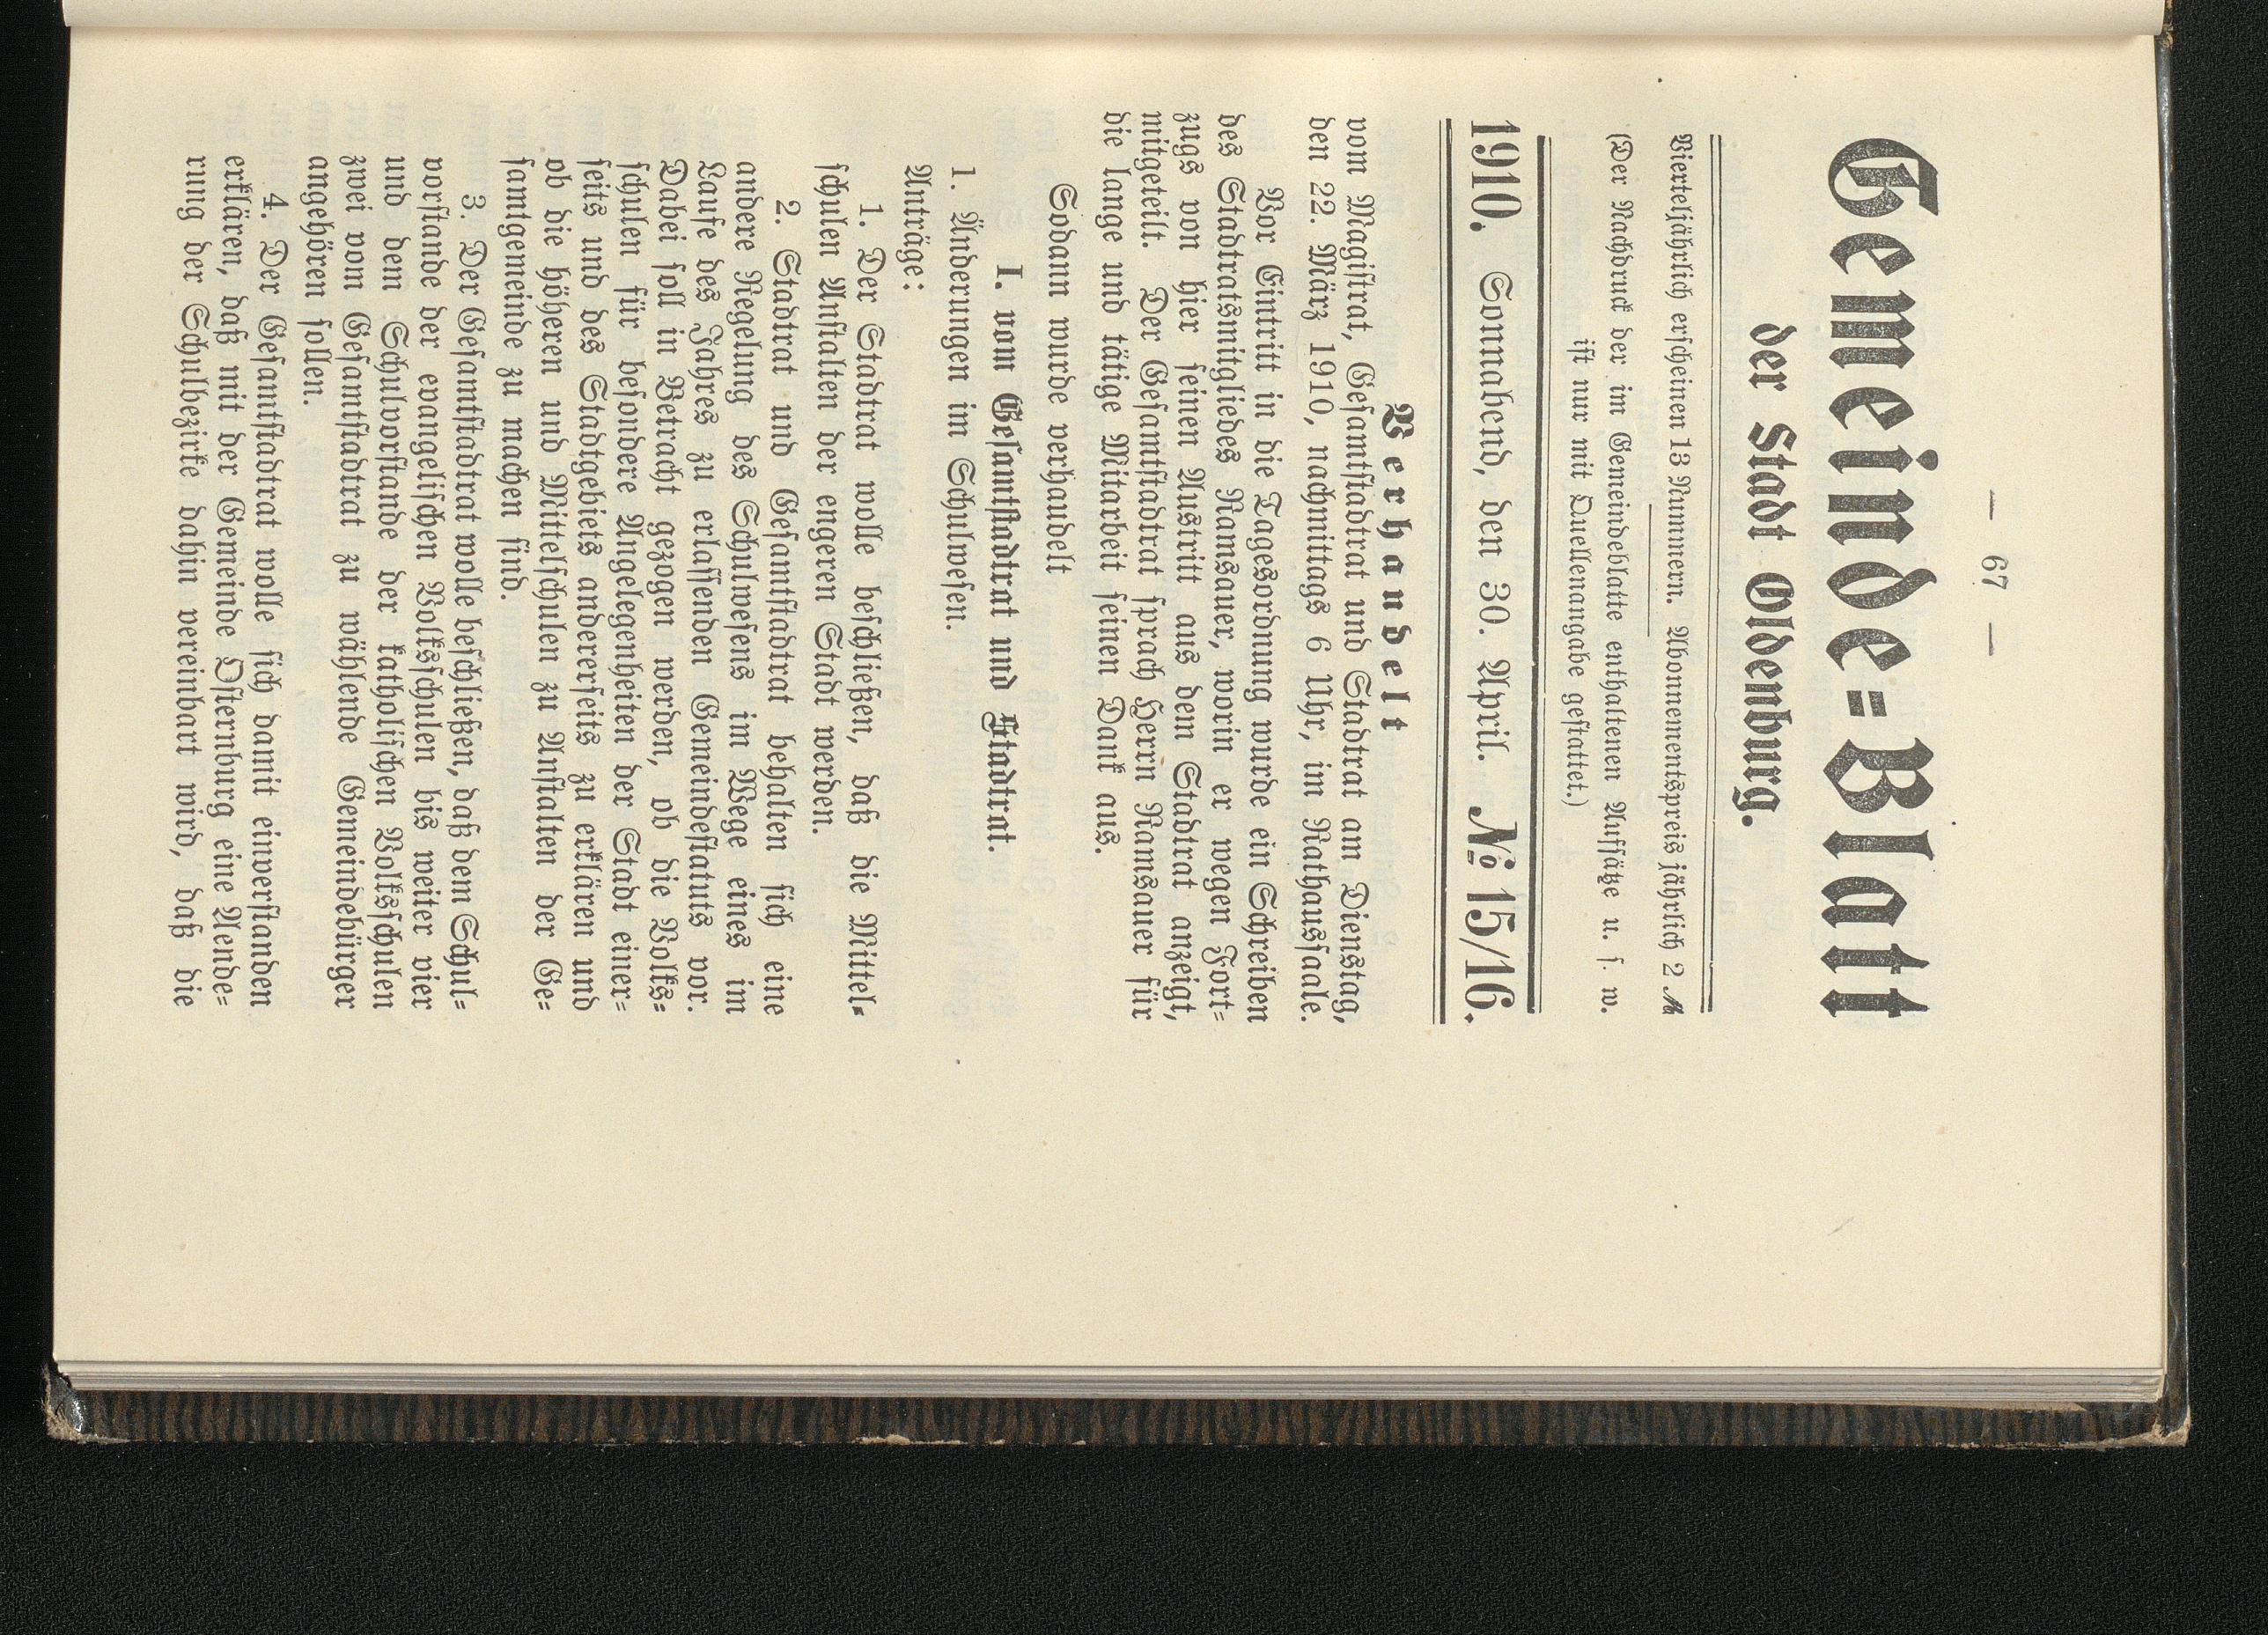 — 67 —
Gemeinde=Blatt
der Stadt Oldenburg.
Vierteljährlich erscheinen 13 Nummern. Abonnementspreis jährlich 2 ℳ
(Der Nachdruck der im Gemeindeblatte enthaltenen Aufsätze u. s. w.
ist nur mit Quellenangabe gestattet.)
1910. Sonnabend, den 30. April. № 15/16.
Verhandelt
vom Magistrat, Gesamtstadtrat und Stadtrat am Dienstag,
den 22. März 1910, nachmittags 6 Uhr, im Rathaussaale.
Vor Eintritt in die Tagesordnung wurde ein Schreiben
des Stadtratsmitgliedes Ramsauer, worin er wegen Fort=
zugs von hier seinen Austritt aus dem Stadtrat anzeigt,
mitgeteilt. Der Gesamtstadtrat sprach Herrn Ramsauer für
die lange und tätige Mitarbeit seinen Dank aus.
Sodann wurde verhandelt
I. vom Gesamtstadtrat und Stadtrat.
1. Änderungen im Schulwesen.
Anträge:
1. Der Stadtrat wolle beschließen, daß die Mittel=
schulen Anstalten der engeren Stadt werden.
2. Stadtrat und Gesamtstadtrat behalten sich eine
andere Regelung des Schulwesens im Wege eines im
Laufe des Jahres zu erlassenden Gemeindestatuts vor.
Dabei soll in Betracht gezogen werden, ob die Volks=
schulen für besondere Angelegenheiten der Stadt einer=
seits und des Stadtgebiets andererseits zu erklären und
ob die höheren und Mittelschulen zu Anstalten der Ge=
samtgemeinde zu machen sind.
3. Der Gesamtstadtrat wolle beschließen, daß dem Schul=
vorstande der evangelischen Volksschulen bis weiter vier
und dem Schulvorstande der katholischen Volksschulen
zwei vom Gesamtstadtrat zu wählende Gemeindebürger
angehören sollen.
4. Der Gesamtstadtrat wolle sich damit einverstanden
erklären, daß mit der Gemeinde Osternburg eine Aende=
rung der Schulbezirke dahin vereinbart wird, daß die